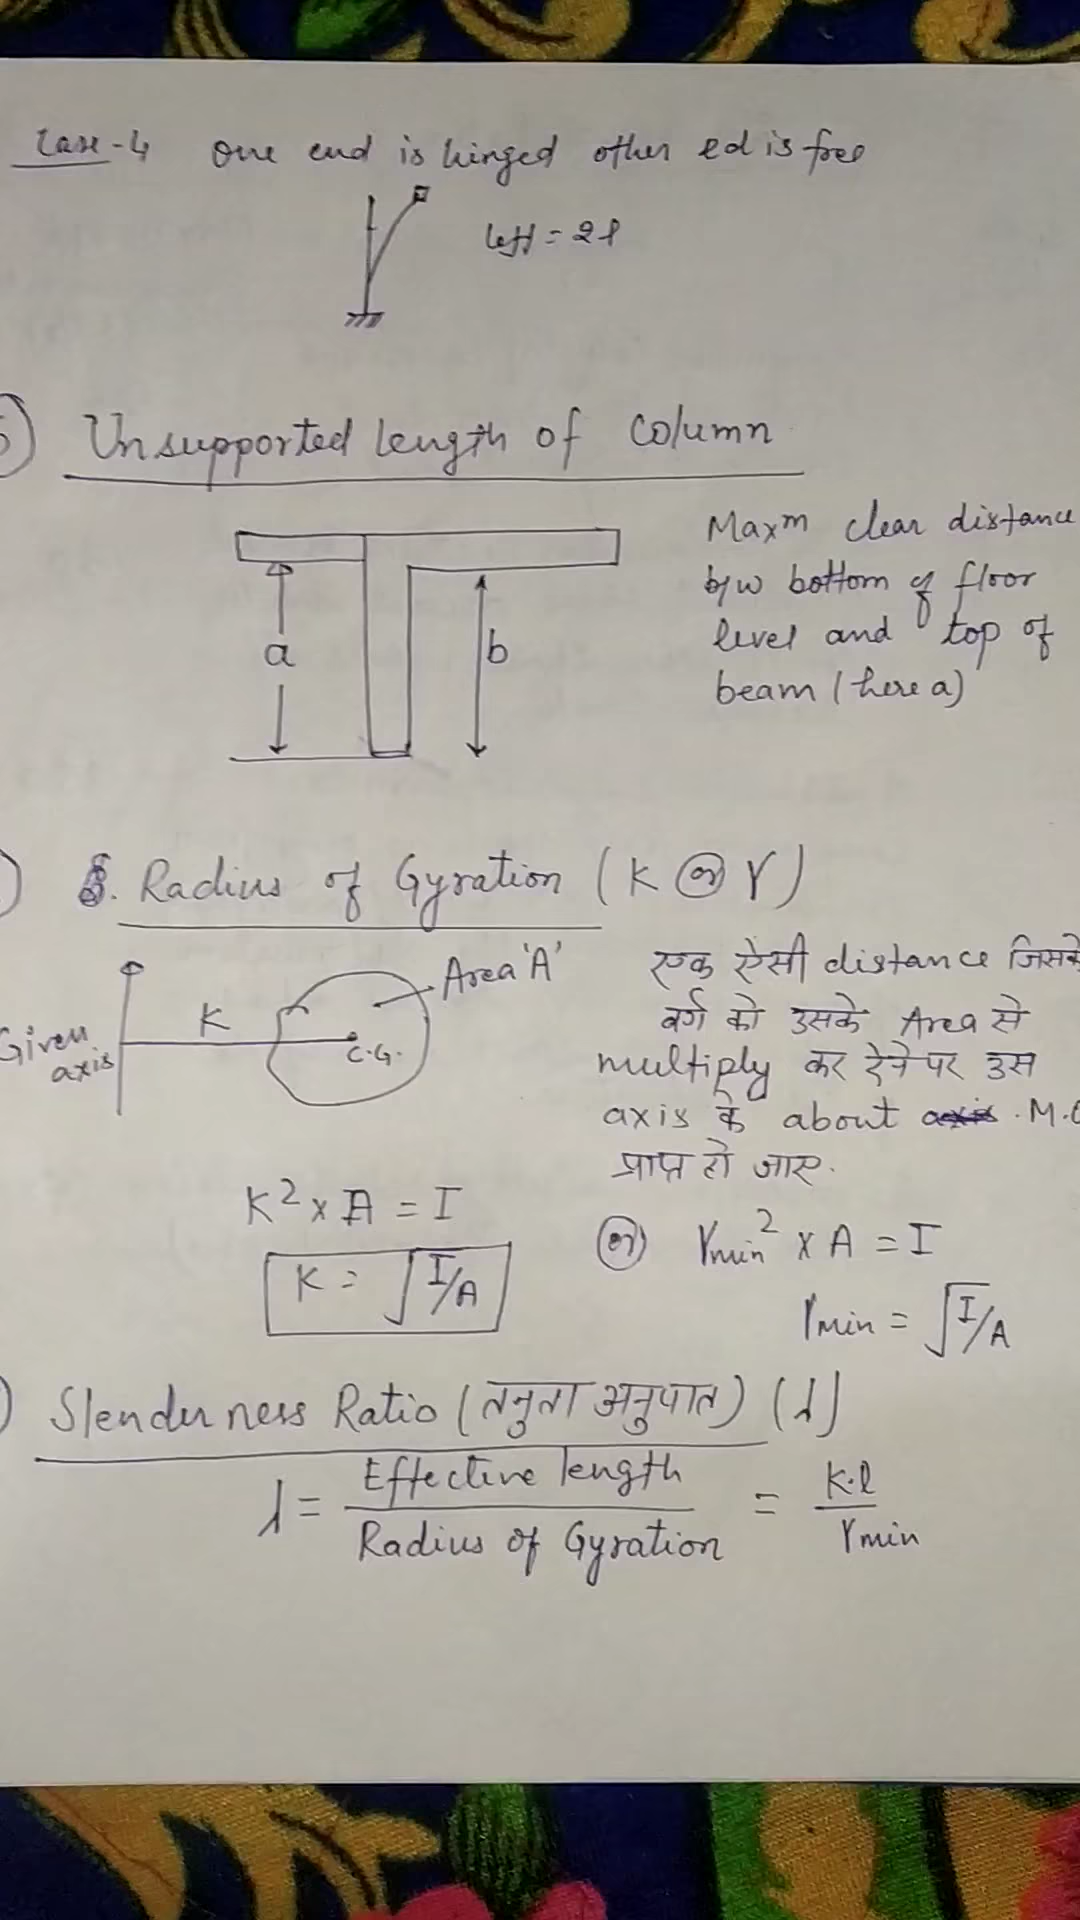 Case-4 One end is hinged other ed is free
leff = 2l
Unsupported length of column
Maxm clear distance
b/w bottom of floor
level and top of
beam (here a)
a
b
Radius of Gyration (K or r)
Area 'A'
Given
axis
K
C.G.
एक ऐसी distance जिसके
वर्ग को उसके Area से
multiply कर देने पर उस
axis के about M.
प्राप्त हो जाए.
K² × A = I
K = √I/A
or rmin² × A = I
rmin = √I/A
Slenderness Ratio (तनुता अनुपात) (λ)
λ = Effective length / Radius of Gyration = K.l / rmin